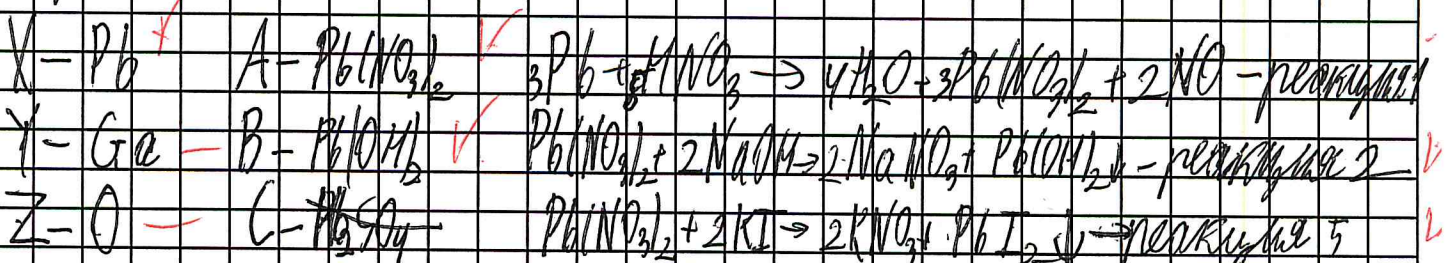 X - Pb A - Pb(NO₃)₂ 3Pb + 8HNO₃ → 4H₂O + 3Pb(NO₃)₂ + 2NO - реакция 1
Y - Ga - B - Pb(OH)₂ Pb(NO₃)₂ + 2NaOH → 2NaNO₃ + Pb(OH)₂↓ - реакция 2
Z - O - C - Pb(NO₃)₂ + 2KI → 2KNO₃ + PbI₂↓ - реакция 5